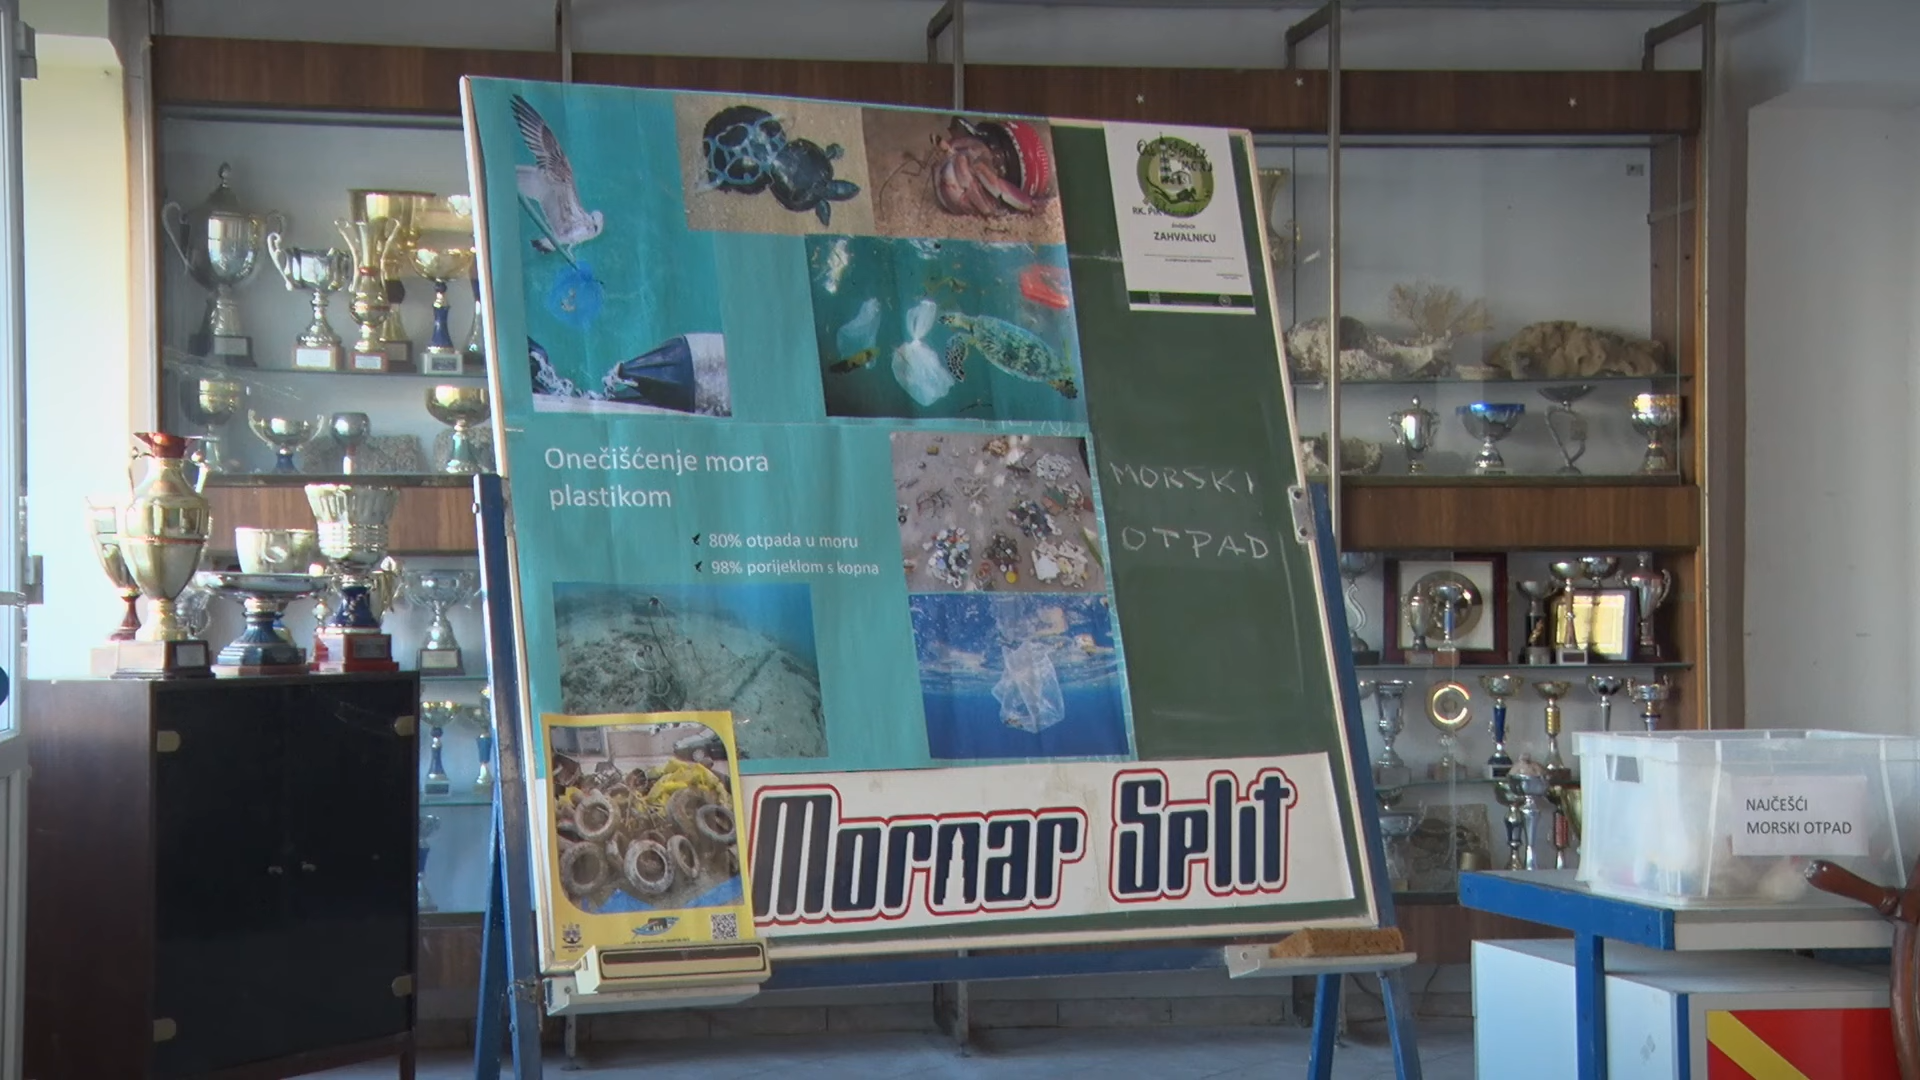 ZAHVALNICU
Onečišćenje mora
plastikom
80% otpada u moru
98% porijeklom s kopna
MORSKI
OTPAD
Mornar Split
NAJČEŠĆI
MORSKI OTPAD